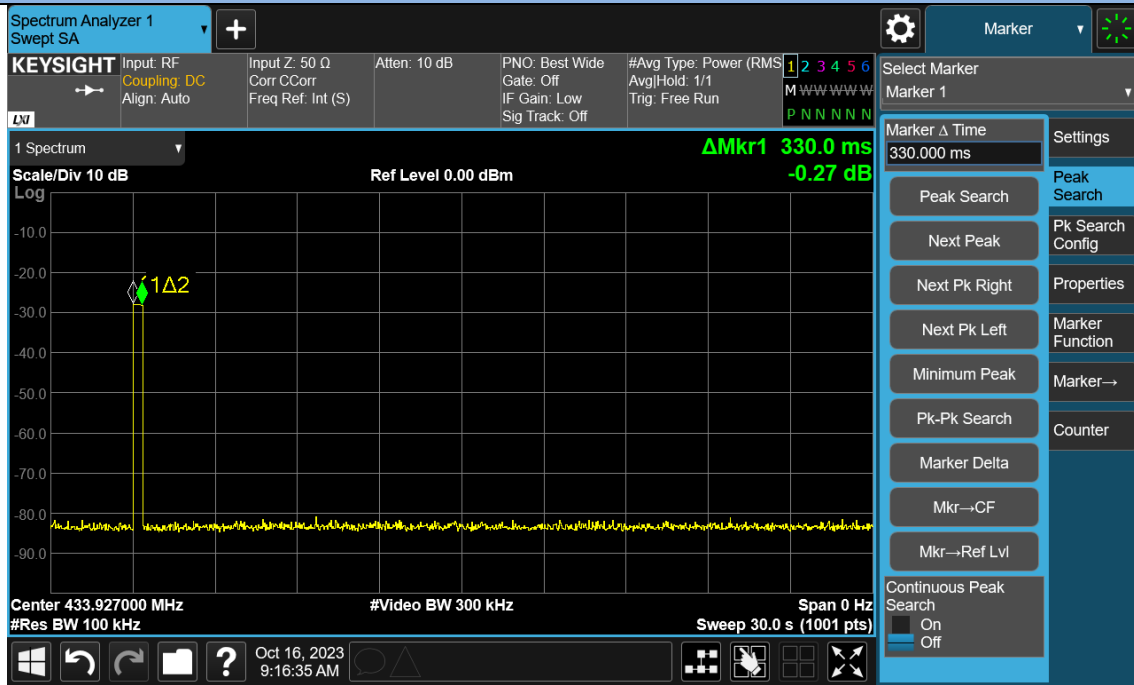 Spectrum Analyzer 1
Swept SA
+
Marker
KEYSIGHT
LXI
Input: RF
Coupling: DC
Align: Auto
Input Z: 50 Ω
Corr CCorr
Freq Ref: Int (S)
Atten: 10 dB
PNO: Best Wide
Gate: Off
IF Gain: Low
Sig Track: Off
#Avg Type: Power (RMS
Avg|Hold: 1/1
Trig: Free Run
1 2 3 4 5 6
M W W W W W
P N N N N N
Select Marker
Marker 1
1 Spectrum
ΔMkr1 330.0 ms
-0.27 dB
Scale/Div 10 dB
Ref Level 0.00 dBm
Log
-10.0
-20.0
-30.0
-40.0
-50.0
-60.0
-70.0
-80.0
-90.0
1Δ2
Center 433.927000 MHz
#Video BW 300 kHz
Span 0 Hz
#Res BW 100 kHz
Sweep 30.0 s (1001 pts)
Marker Δ Time
330.000 ms
Peak Search
Next Peak
Next Pk Right
Next Pk Left
Minimum Peak
Pk-Pk Search
Marker Delta
Mkr→CF
Mkr→Ref Lvl
Continuous Peak
Search
On
Off
Settings
Peak
Search
Pk Search
Config
Properties
Marker
Function
Marker→
Counter
?
Oct 16, 2023
9:16:35 AM